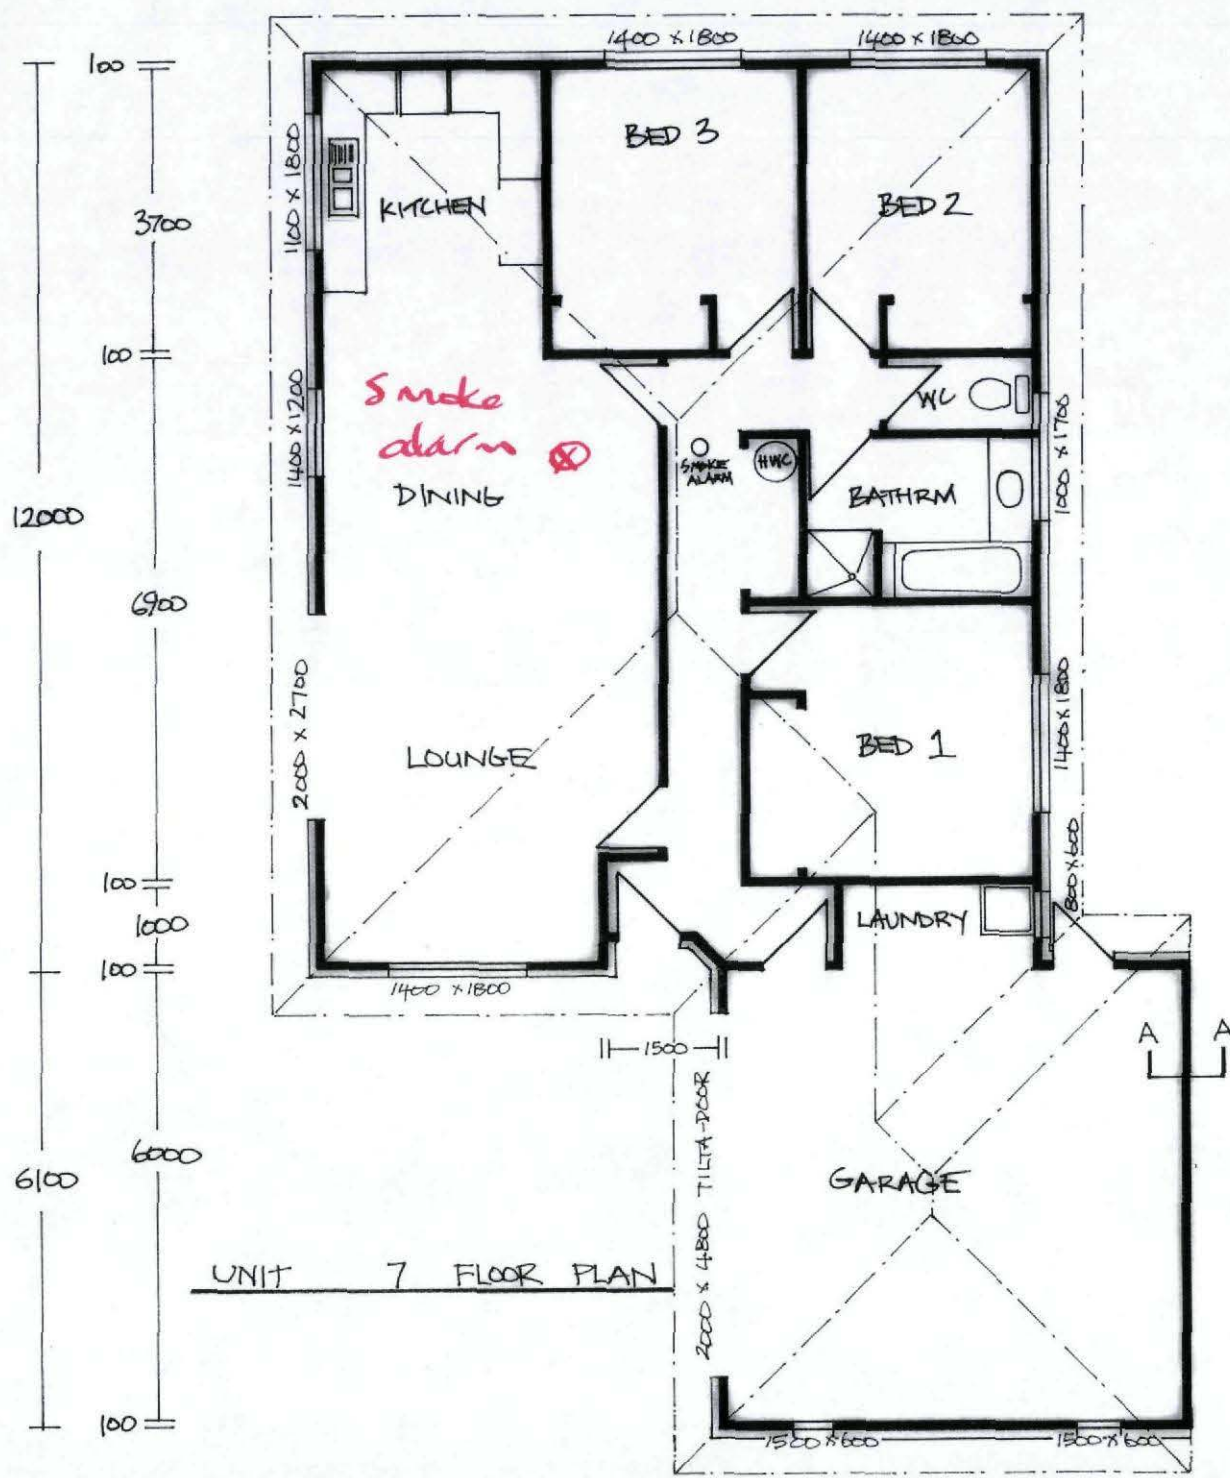 1400 x 1800
1400 x 1800
100
3700
1100 x 1800
KITCHEN
BED 3
BED 2
100
Smoke
alarm
1400 x 1200
DINING
SMOKE
ALARM
HWC
WC
BATHRM
1000 x 1700
12000
6900
2000 x 2700
LOUNGE
BED 1
1400 x 1800
800 x 600
100
1000
LAUNDRY
100
1400 x 1800
1500
A A
2000 x 4800 TILTA-DOOR
6000
6100
GARAGE
UNIT 7 FLOOR PLAN
100
1500 x 600
1500 x 600